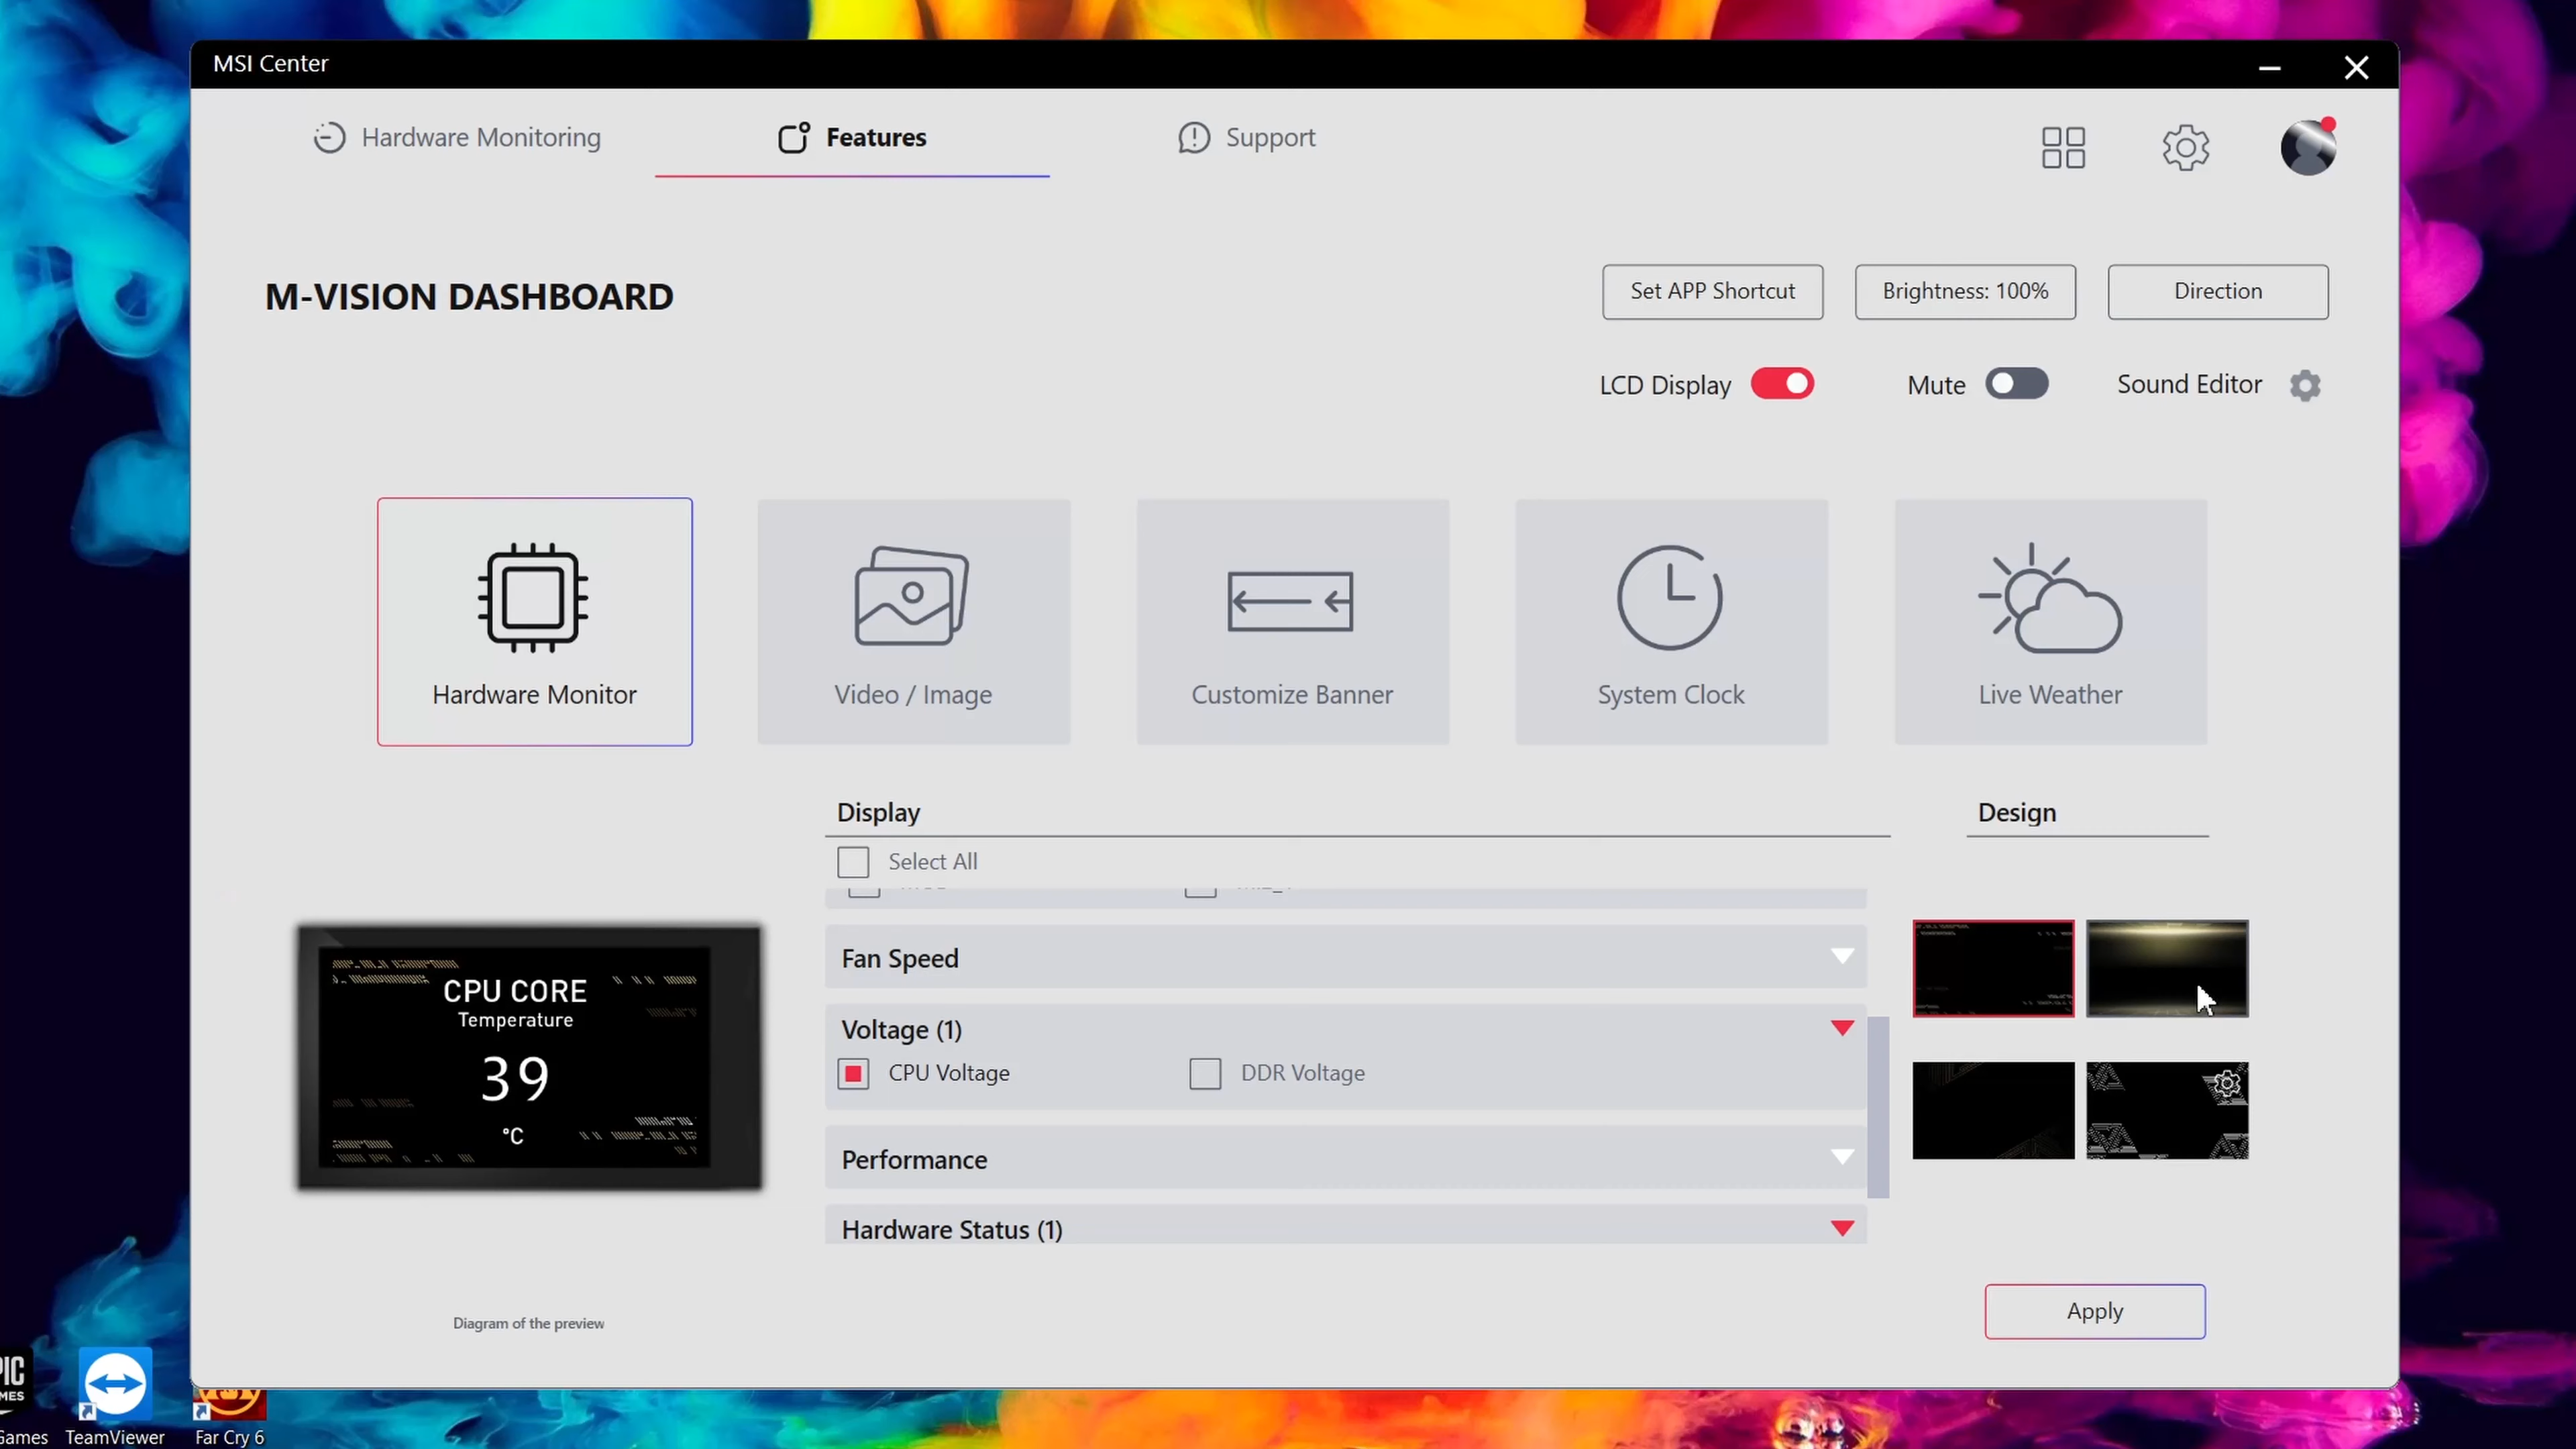 MSI Center
Hardware Monitoring
Features
Support
M-VISION DASHBOARD
Set APP Shortcut
Brightness: 100%
Direction
LCD Display
Mute
Sound Editor
Hardware Monitor
Video / Image
Customize Banner
System Clock
Live Weather
Display
Design
Select All
Fan Speed
Voltage (1)
CPU Voltage
DDR Voltage
Performance
Hardware Status (1)
CPU CORE
Temperature
39
°C
Diagram of the preview
Apply
Games
TeamViewer
Far Cry 6